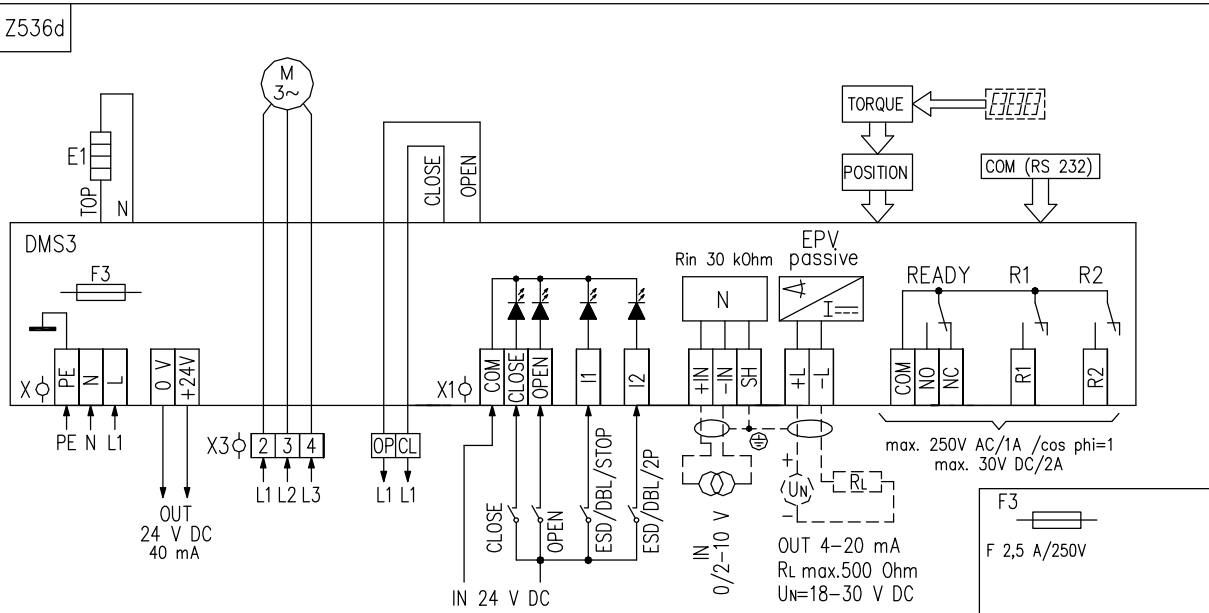 Z536d
M
3~
E1
TOP
N
CLOSE
OPEN
TORQUE
POSITION
COM (RS 232)
DMS3
F3
Rin 30 kOhm
EPV
passive
N
I
READY
R1
R2
X
PE
N
L
0 V
+24V
X1
COM
CLOSE
OPEN
I1
I2
+IN
-IN
SH
+L
-L
COM
NO
NC
R1
R2
PE N L1
X3
2
3
4
OP
CL
L1 L2 L3
L1 L1
OUT
24 V DC
40 mA
CLOSE
OPEN
ESD/DBL/STOP
ESD/DBL/2P
IN 24 V DC
IN
0/2-10 V
+
UN
-
RL
OUT 4-20 mA
RL max.500 Ohm
UN=18-30 V DC
max. 250V AC/1A /cos phi=1
max. 30V DC/2A
F3
F 2,5 A/250V